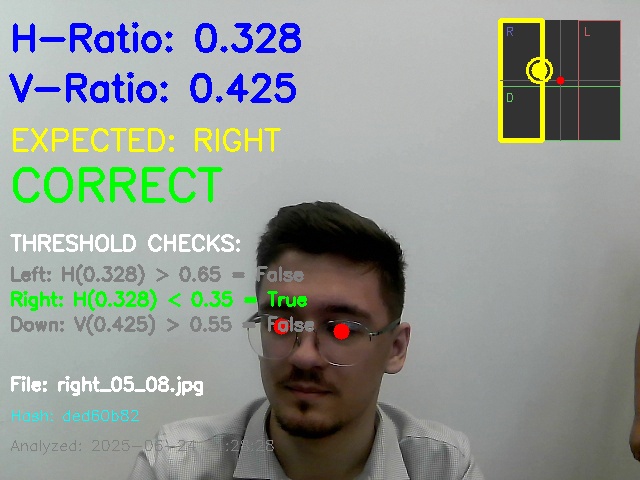 H-Ratio: 0.328
V-Ratio: 0.425
EXPECTED: RIGHT
CORRECT
R
L
D
THRESHOLD CHECKS:
Left: H(0.328) > 0.65 = False
Right: H(0.328) < 0.35 = True
Down: V(0.425) > 0.55 = False
File: right_05_08.jpg
Hash: ded60b82
Analyzed: 2025-05-24 :28:28